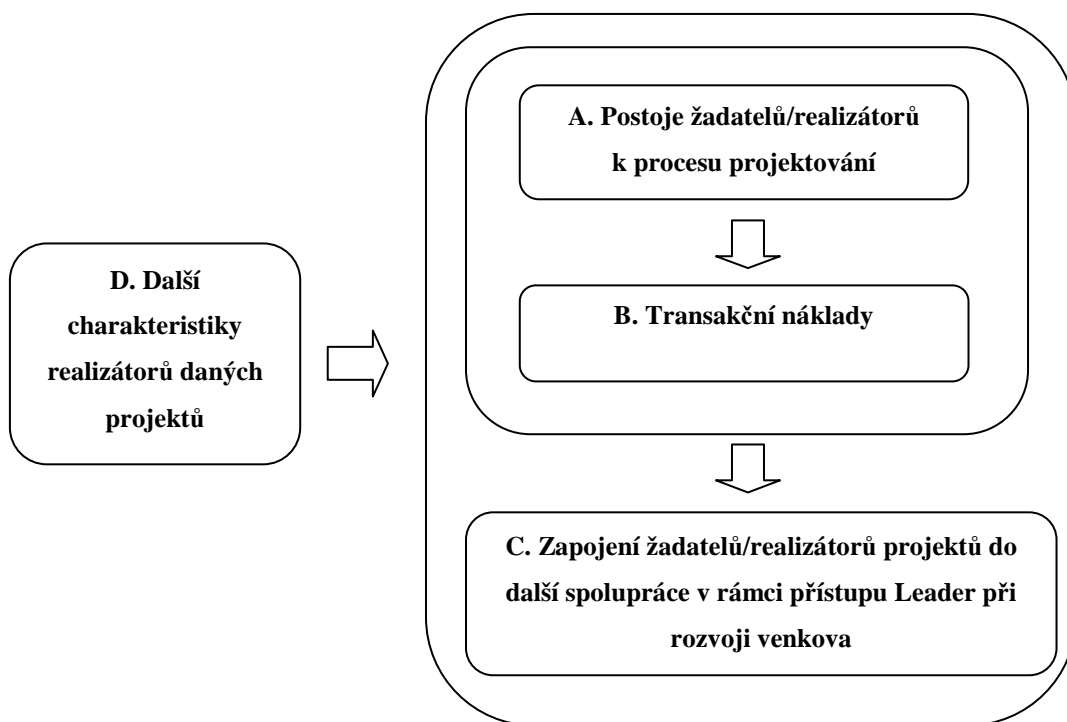 A. Postoje žadatelů/realizátorů
k procesu projektování
D. Další
charakteristiky
realizátorů daných
projektů
B. Transakční náklady
C. Zapojení žadatelů/realizátorů projektů do
další spolupráce v rámci přístupu Leader při
rozvoji venkova